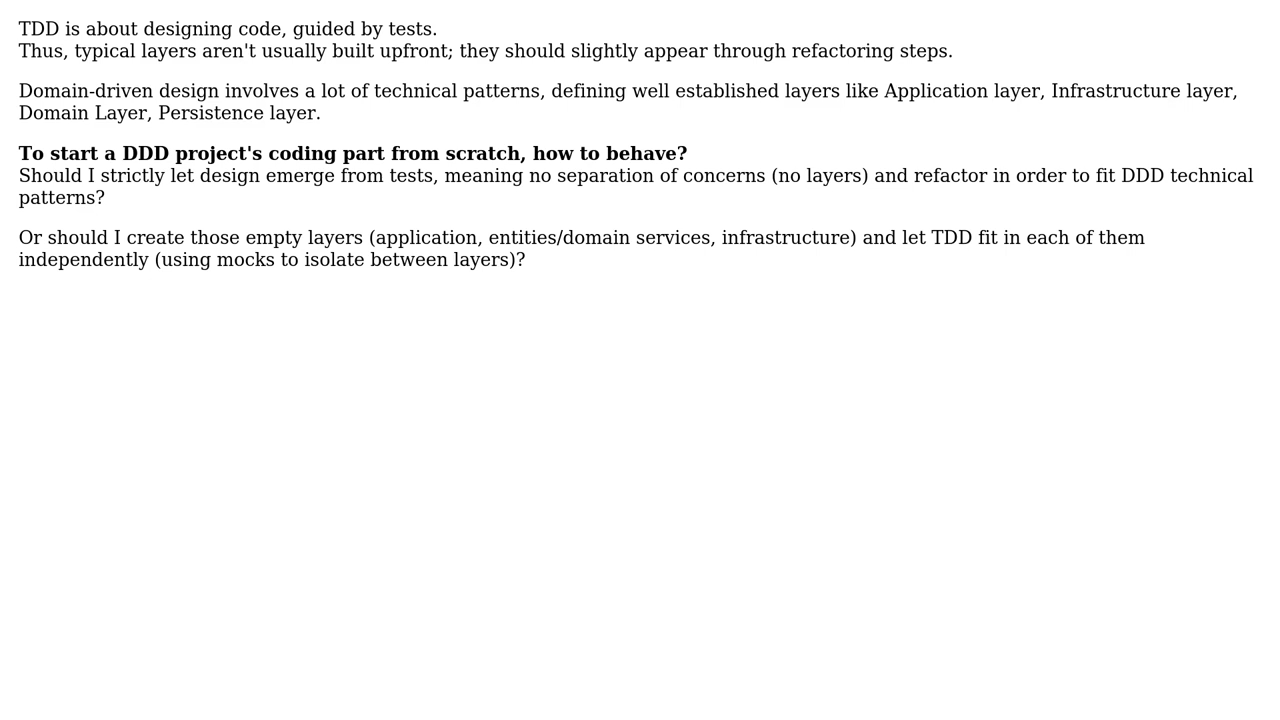 TDD is about designing code, guided by tests.
Thus, typical layers aren't usually built upfront; they should slightly appear through refactoring steps.
Domain-driven design involves a lot of technical patterns, defining well established layers like Application layer, Infrastructure layer,
Domain Layer, Persistence layer.
To start a DDD project's coding part from scratch, how to behave?
Should I strictly let design emerge from tests, meaning no separation of concerns (no layers) and refactor in order to fit DDD technical
patterns?
Or should I create those empty layers (application, entities/domain services, infrastructure) and let TDD fit in each of them
independently (using mocks to isolate between layers)?